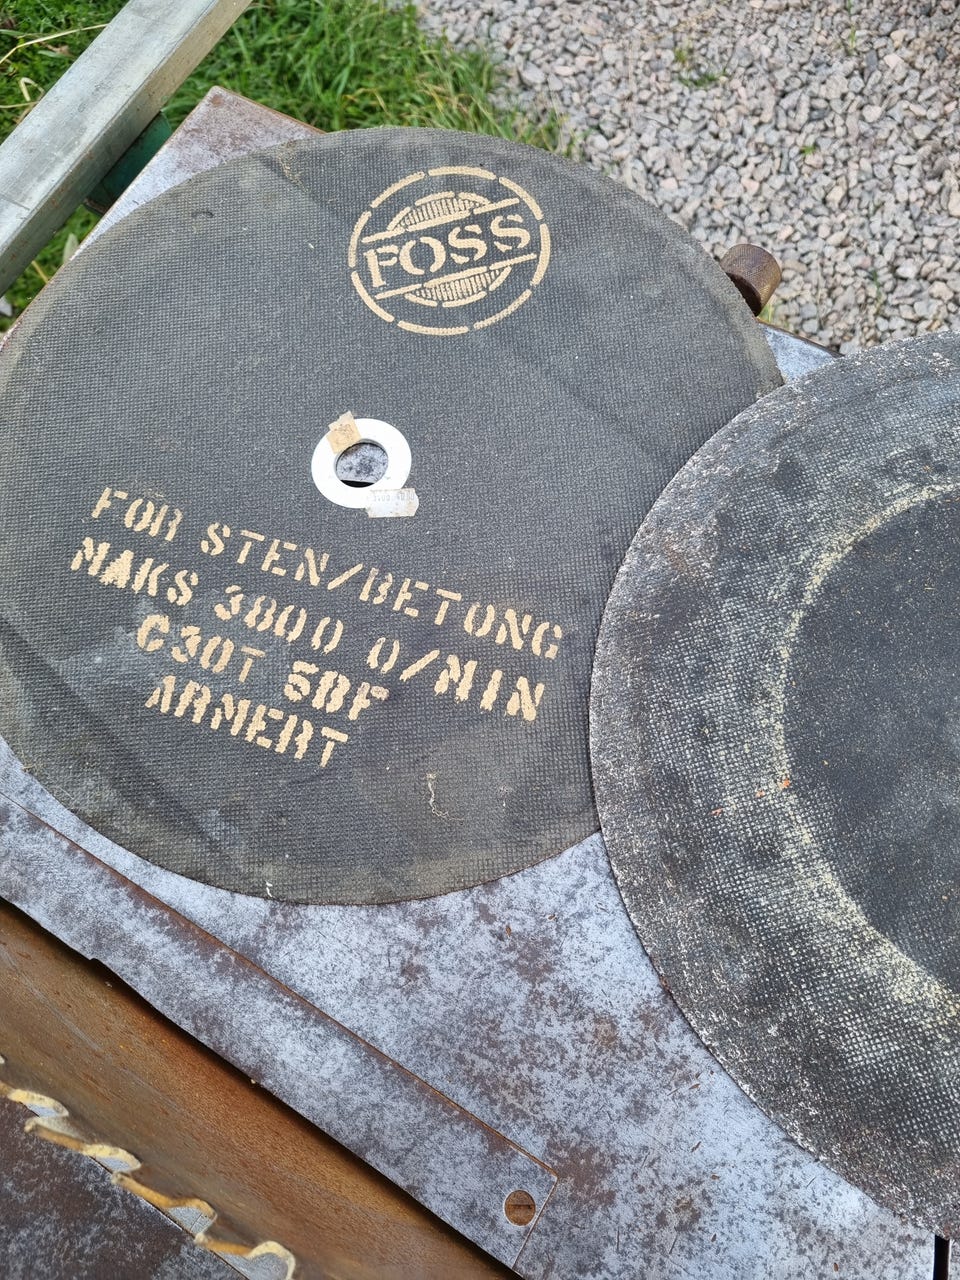 FOSS
FOR STEN/BETONG
MAKS 3800 O/MIN
C30T 5BF
ARMERT